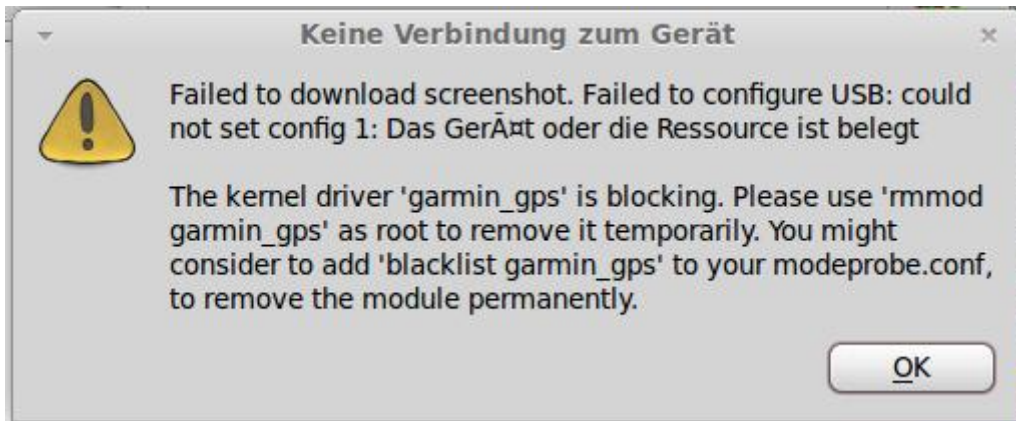 Keine Verbindung zum Gerät
Failed to download screenshot. Failed to configure USB: could
not set config 1: Das GerÃ¤t oder die Ressource ist belegt
The kernel driver 'garmin_gps' is blocking. Please use 'rmmod
garmin_gps' as root to remove it temporarily. You might
consider to add 'blacklist garmin_gps' to your modeprobe.conf,
to remove the module permanently.
OK